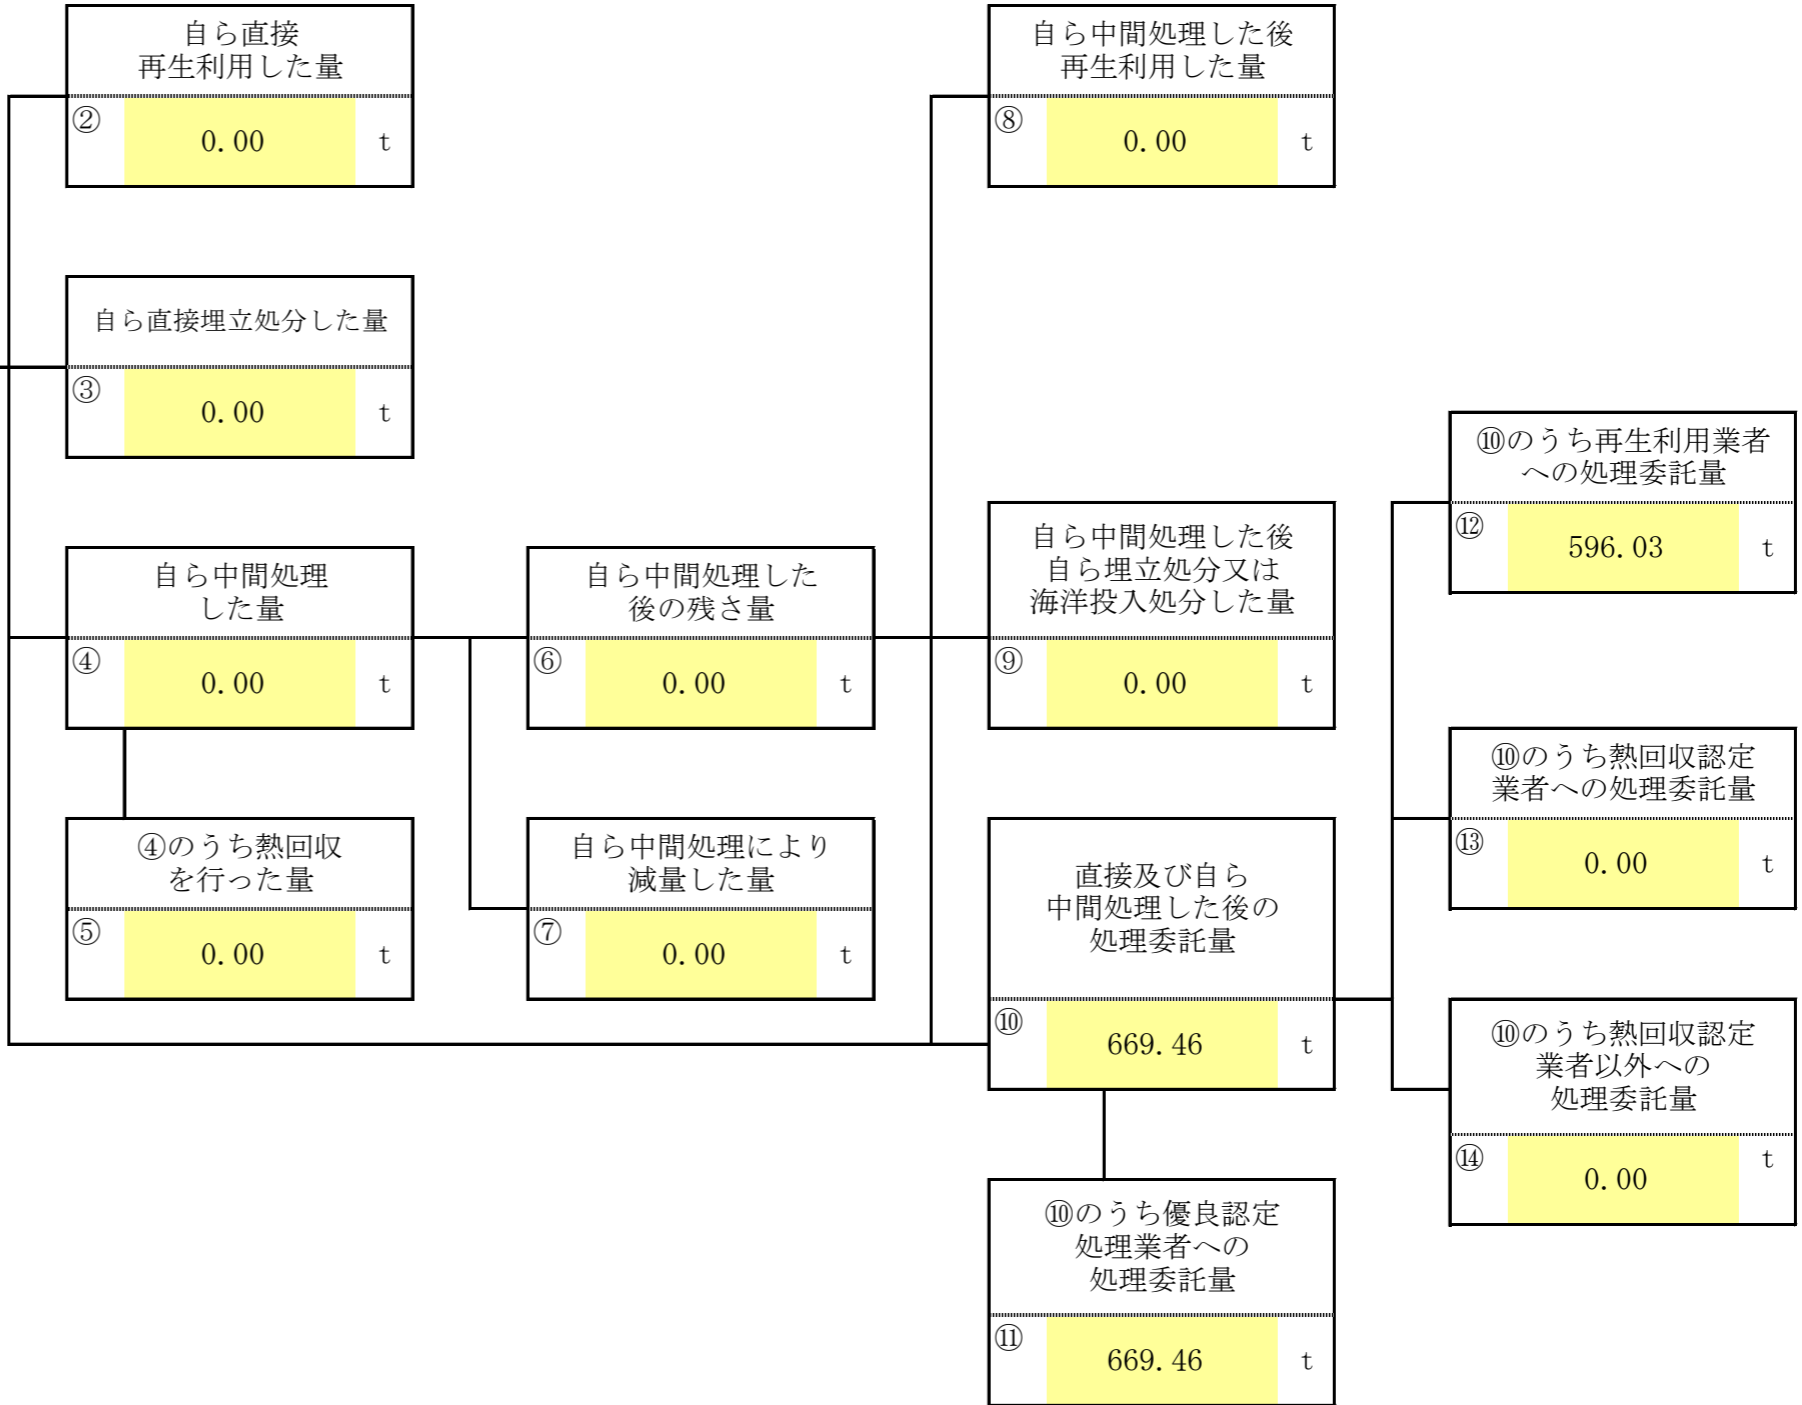 自ら直接
再生利用した量
②
0.00
t
自ら中間処理した後
再生利用した量
⑧
0.00
t
自ら直接埋立処分した量
③
0.00
t
⑩のうち再生利用業者
への処理委託量
⑫
596.03
t
自ら中間処理
した量
④
0.00
t
自ら中間処理した
後の残さ量
⑥
0.00
t
自ら中間処理した後
自ら埋立処分又は
海洋投入処分した量
⑨
0.00
t
⑩のうち熱回収認定
業者への処理委託量
⑬
0.00
t
④のうち熱回収
を行った量
⑤
0.00
t
自ら中間処理により
減量した量
⑦
0.00
t
直接及び自ら
中間処理した後の
処理委託量
⑩
669.46
t
⑩のうち熱回収認定
業者以外への
処理委託量
⑭
0.00
t
⑩のうち優良認定
処理業者への
処理委託量
⑪
669.46
t